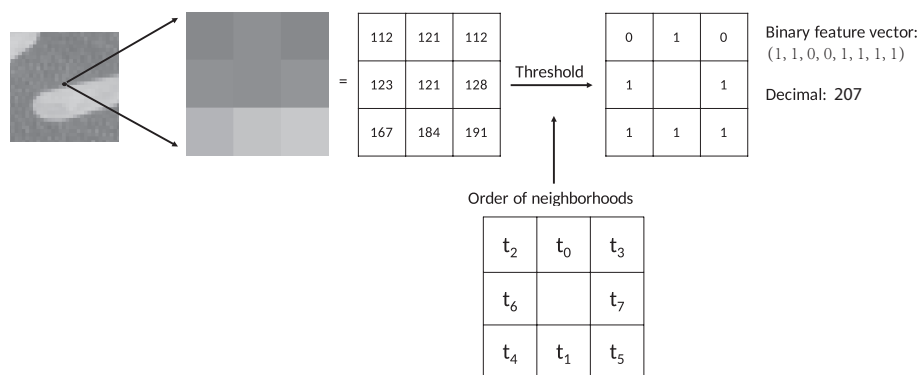 112 121 112
123 121 128
167 184 191
=
Threshold
0 1 0
1 1
1 1 1
Binary feature vector:
(1, 1, 0, 0, 1, 1, 1, 1)
Decimal: 207
Order of neighborhoods
t2 t0 t3
t6 t7
t4 t1 t5